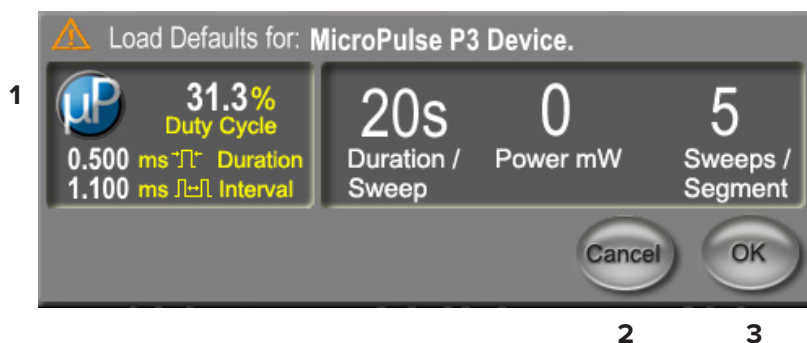 Load Defaults for: MicroPulse P3 Device.
1
µP
31.3%
Duty Cycle
0.500 ms Duration
1.100 ms Interval
20s
Duration /
Sweep
0
Power mW
5
Sweeps /
Segment
Cancel
OK
2
3